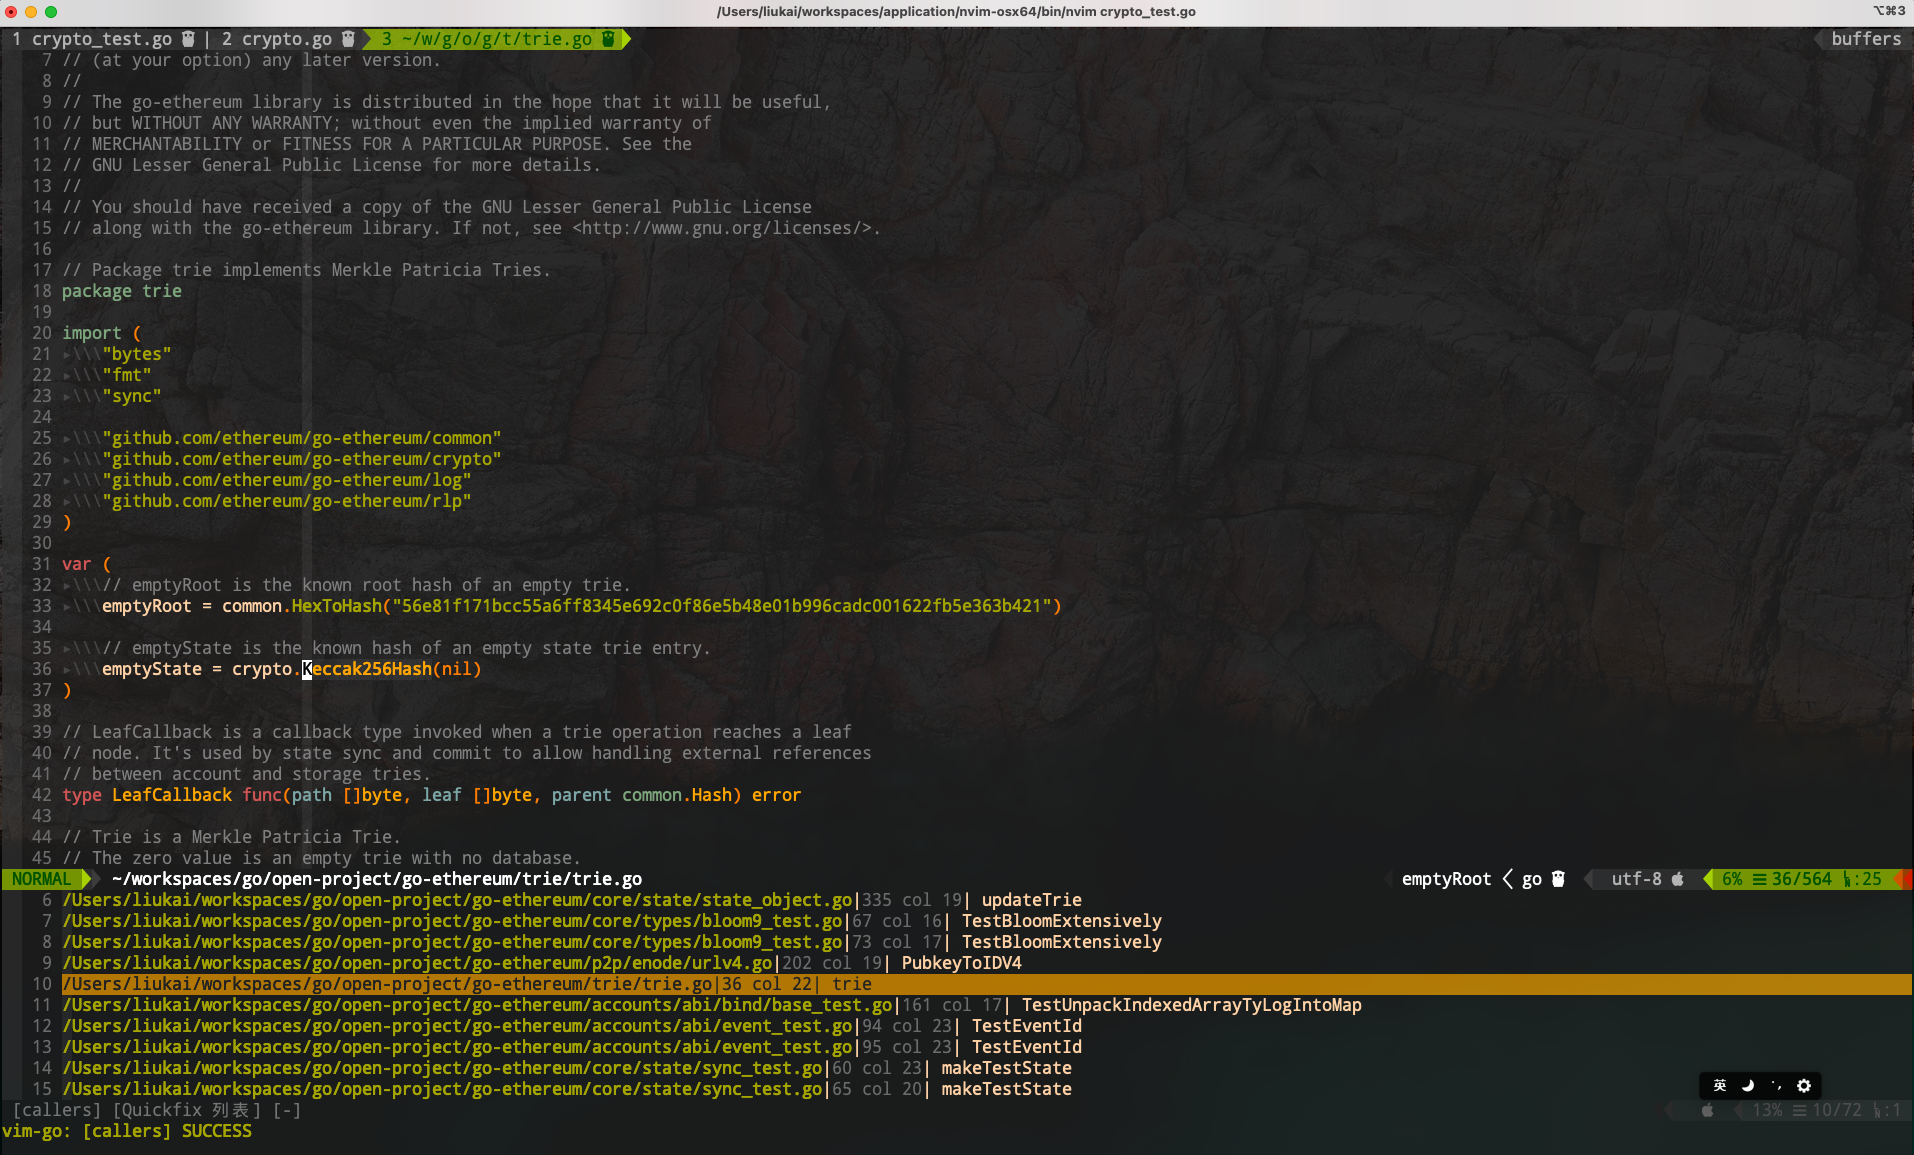 /Users/liukai/workspaces/application/nvim-osx64/bin/nvim crypto_test.go
⌥⌘3
1 crypto_test.go | 2 crypto.go 3 ~/w/g/o/g/t/trie.go buffers
7 // (at your option) any later version.
8 //
9 // The go-ethereum library is distributed in the hope that it will be useful,
10 // but WITHOUT ANY WARRANTY; without even the implied warranty of
11 // MERCHANTABILITY or FITNESS FOR A PARTICULAR PURPOSE. See the
12 // GNU Lesser General Public License for more details.
13 //
14 // You should have received a copy of the GNU Lesser General Public License
15 // along with the go-ethereum library. If not, see <http://www.gnu.org/licenses/>.
16
17 // Package trie implements Merkle Patricia Tries.
18 package trie
19
20 import (
21 ▸\\\"bytes"
22 ▸\\\"fmt"
23 ▸\\\"sync"
24
25 ▸\\\"github.com/ethereum/go-ethereum/common"
26 ▸\\\"github.com/ethereum/go-ethereum/crypto"
27 ▸\\\"github.com/ethereum/go-ethereum/log"
28 ▸\\\"github.com/ethereum/go-ethereum/rlp"
29 )
30
31 var (
32 ▸\\\// emptyRoot is the known root hash of an empty trie.
33 ▸\\\emptyRoot = common.HexToHash("56e81f171bcc55a6ff8345e692c0f86e5b48e01b996cadc001622fb5e363b421")
34
35 ▸\\\// emptyState is the known hash of an empty state trie entry.
36 ▸\\\emptyState = crypto.Keccak256Hash(nil)
37 )
38
39 // LeafCallback is a callback type invoked when a trie operation reaches a leaf
40 // node. It's used by state sync and commit to allow handling external references
41 // between account and storage tries.
42 type LeafCallback func(path []byte, leaf []byte, parent common.Hash) error
43
44 // Trie is a Merkle Patricia Trie.
45 // The zero value is an empty trie with no database.
NORMAL ~/workspaces/go/open-project/go-ethereum/trie/trie.go emptyRoot < go utf-8 6% ☰ 36/564 :25
6 /Users/liukai/workspaces/go/open-project/go-ethereum/core/state/state_object.go|335 col 19| updateTrie
7 /Users/liukai/workspaces/go/open-project/go-ethereum/core/types/bloom9_test.go|67 col 16| TestBloomExtensively
8 /Users/liukai/workspaces/go/open-project/go-ethereum/core/types/bloom9_test.go|73 col 17| TestBloomExtensively
9 /Users/liukai/workspaces/go/open-project/go-ethereum/p2p/enode/urlv4.go|202 col 19| PubkeyToIDV4
10 /Users/liukai/workspaces/go/open-project/go-ethereum/trie/trie.go|36 col 22| trie
11 /Users/liukai/workspaces/go/open-project/go-ethereum/accounts/abi/bind/base_test.go|161 col 17| TestUnpackIndexedArrayTyLogIntoMap
12 /Users/liukai/workspaces/go/open-project/go-ethereum/accounts/abi/event_test.go|94 col 23| TestEventId
13 /Users/liukai/workspaces/go/open-project/go-ethereum/accounts/abi/event_test.go|95 col 23| TestEventId
14 /Users/liukai/workspaces/go/open-project/go-ethereum/core/state/sync_test.go|60 col 23| makeTestState
15 /Users/liukai/workspaces/go/open-project/go-ethereum/core/state/sync_test.go|65 col 20| makeTestState
英
[callers] [Quickfix 列表] [-] 13% ☰ 10/72 :1
vim-go: [callers] SUCCESS